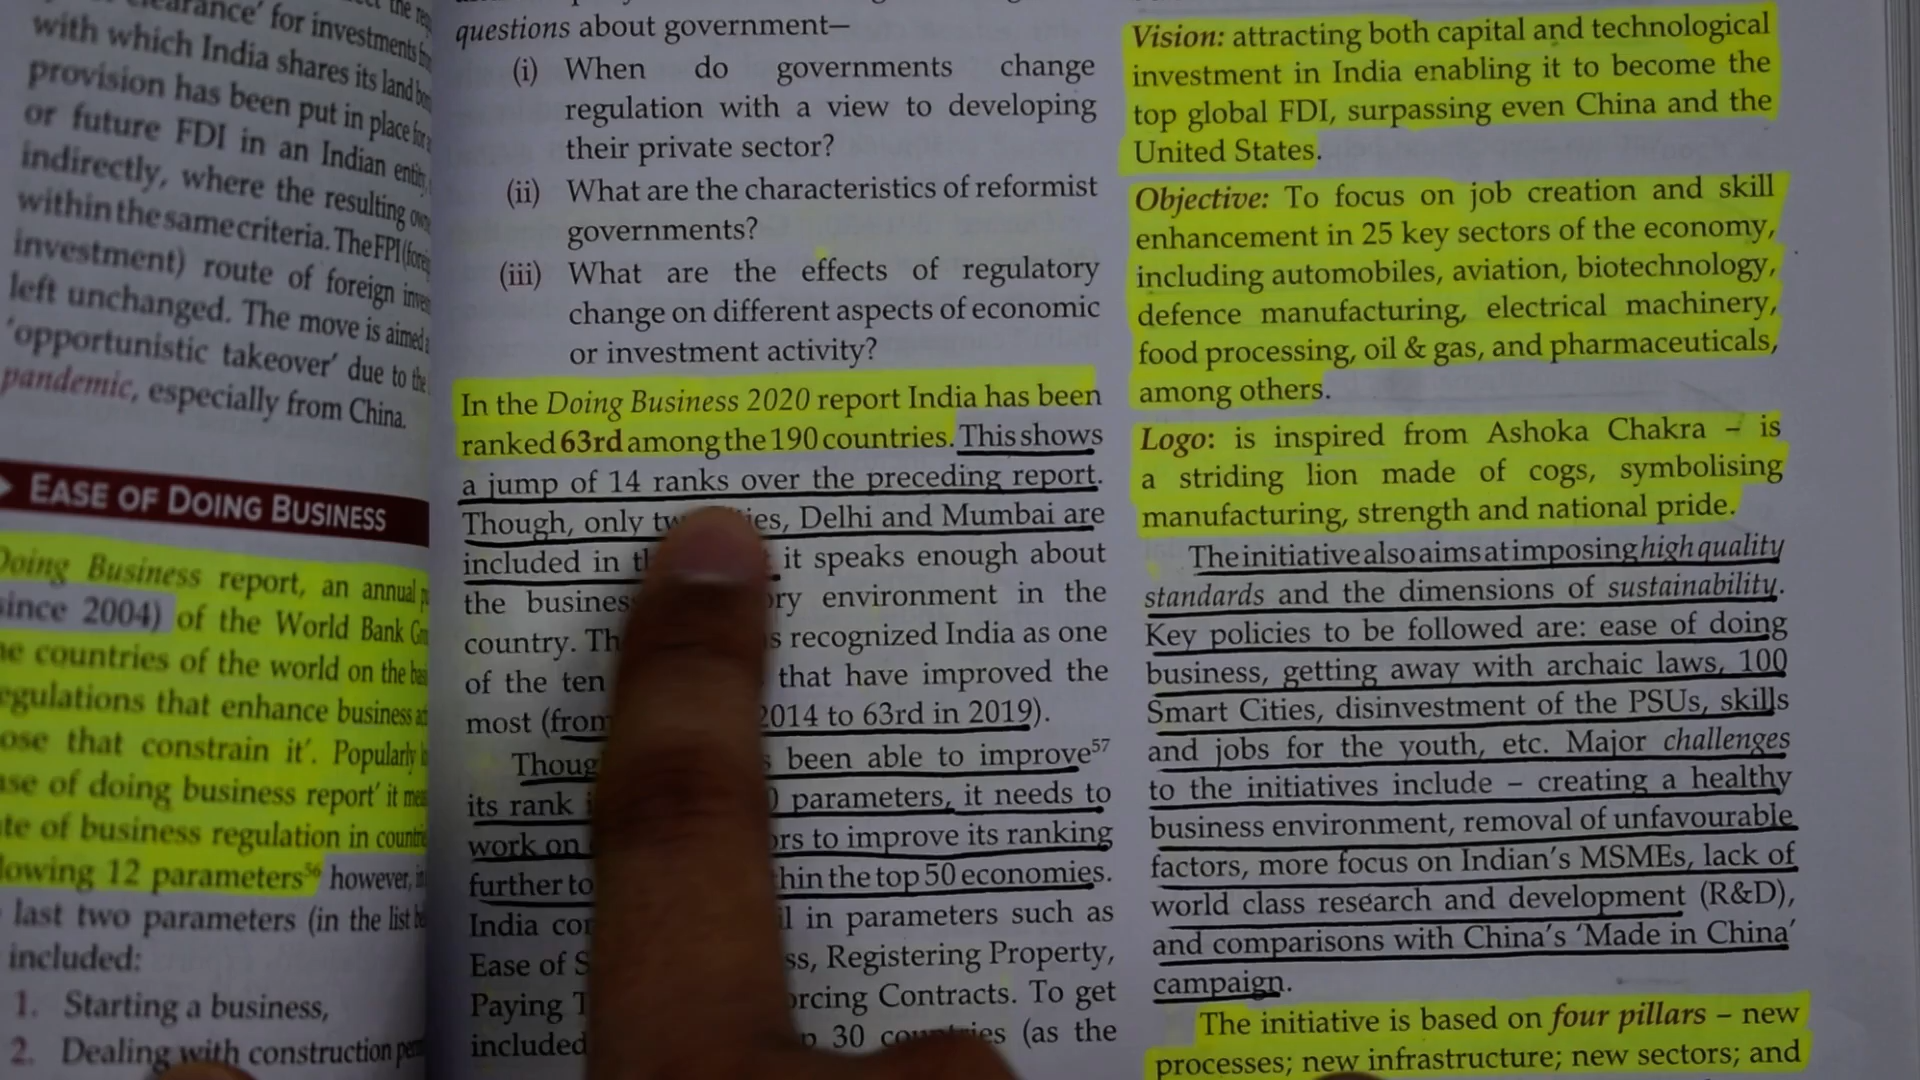 with which India shares its land
provision has been put in place
or future FDI in an Indian entity,
indirectly, where the resulting
within the same criteria. The FPI
investment) route of foreign
left unchanged. The move is aimed
'opportunistic takeover' due to the
pandemic, especially from China.
EASE OF DOING BUSINESS
Doing Business report, an annual
since 2004) of the World Bank
countries of the world on the
regulations that enhance business
that constrain it'. Popularly
of doing business report' it
of business regulation in
12 parameters56 however,
last two parameters (in the list
included:
1. Starting a business,
2. Dealing with construction
questions about government—
(i) When do governments change
regulation with a view to developing
their private sector?
(ii) What are the characteristics of reformist
governments?
(iii) What are the effects of regulatory
change on different aspects of economic
or investment activity?
In the Doing Business 2020 report India has been
ranked 63rd among the 190 countries. This shows
a jump of 14 ranks over the preceding report.
Though, only Delhi and Mumbai are
included in it speaks enough about
the environment in the
country. recognized India as one
of the ten that have improved the
most (from 2014 to 63rd in 2019).
been able to improve57
its rank parameters, it needs to
work on to improve its ranking
further to the top 50 economies.
India in parameters such as
Ease of Registering Property,
Paying Contracts. To get
included 30 (as the
Vision: attracting both capital and technological
investment in India enabling it to become the
top global FDI, surpassing even China and the
United States.
Objective: To focus on job creation and skill
enhancement in 25 key sectors of the economy,
including automobiles, aviation, biotechnology,
defence manufacturing, electrical machinery,
food processing, oil & gas, and pharmaceuticals,
among others.
Logo: is inspired from Ashoka Chakra – is
a striding lion made of cogs, symbolising
manufacturing, strength and national pride.
The initiative also aims at imposing high quality
standards and the dimensions of sustainability.
Key policies to be followed are: ease of doing
business, getting away with archaic laws, 100
Smart Cities, disinvestment of the PSUs, skills
and jobs for the youth, etc. Major challenges
to the initiatives include – creating a healthy
business environment, removal of unfavourable
factors, more focus on Indian's MSMEs, lack of
world class research and development (R&D),
and comparisons with China's 'Made in China'
campaign.
The initiative is based on four pillars – new
processes; new infrastructure; new sectors; and